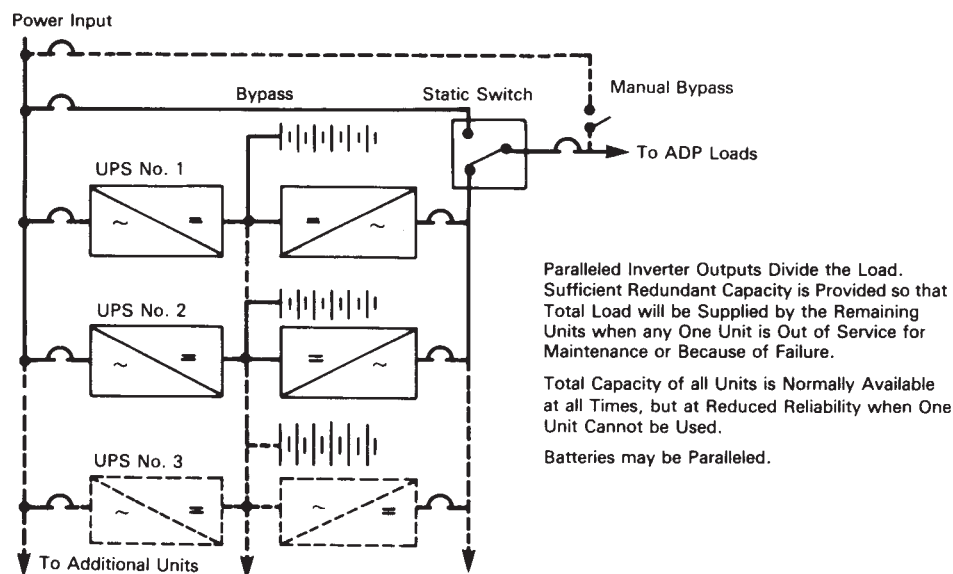 Power Input
Manual Bypass
Bypass
Static Switch
To ADP Loads
UPS No. 1
~ =
= ~
Paralleled Inverter Outputs Divide the Load.
Sufficient Redundant Capacity is Provided so that
Total Load will be Supplied by the Remaining
Units when any One Unit is Out of Service for
Maintenance or Because of Failure.
Total Capacity of all Units is Normally Available
at all Times, but at Reduced Reliability when One
Unit Cannot be Used.
Batteries may be Paralleled.
UPS No. 2
~ =
= ~
UPS No. 3
~ =
~ =
To Additional Units